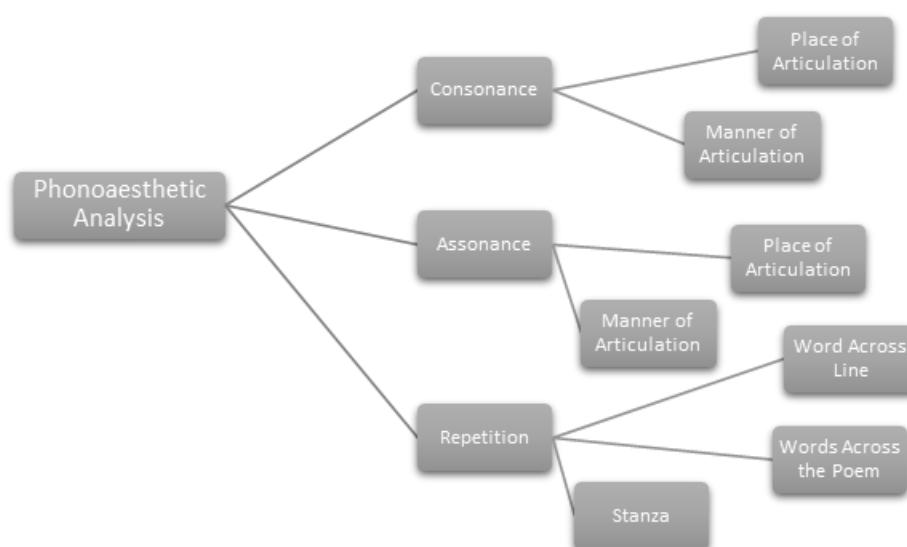 Phonoaesthetic
Analysis
Consonance
Place of
Articulation
Manner of
Articulation
Assonance
Place of
Articulation
Manner of
Articulation
Repetition
Word Across
Line
Words Across
the Poem
Stanza